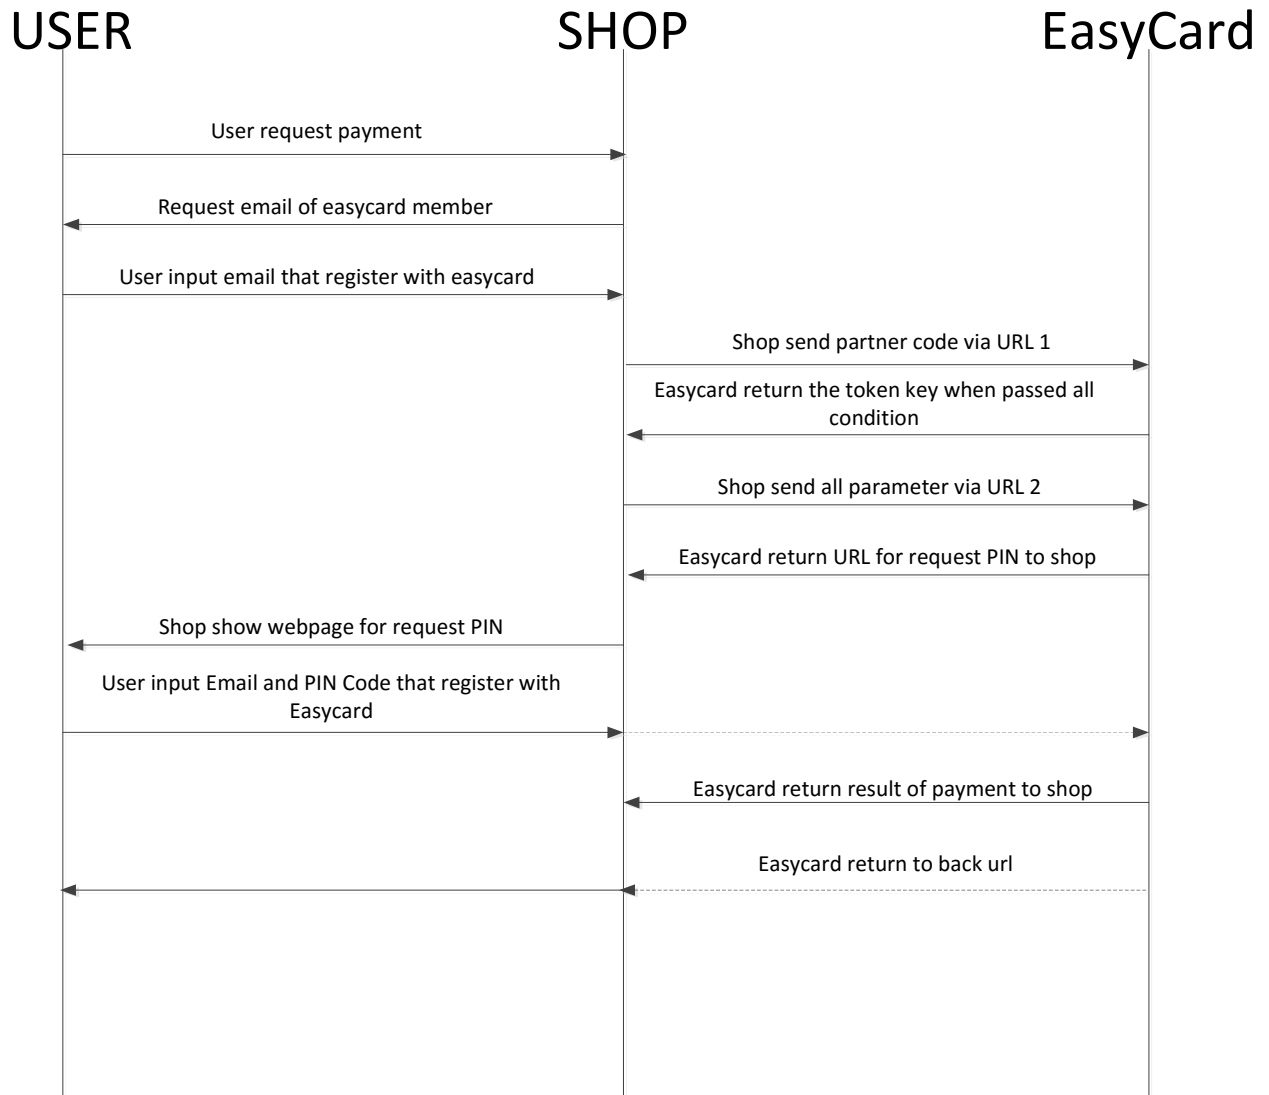 USER SHOP EasyCard
User request payment
Request email of easycard member
User input email that register with easycard
Shop send partner code via URL 1
Easycard return the token key when passed all
condition
Shop send all parameter via URL 2
Easycard return URL for request PIN to shop
Shop show webpage for request PIN
User input Email and PIN Code that register with
Easycard
Easycard return result of payment to shop
Easycard return to back url